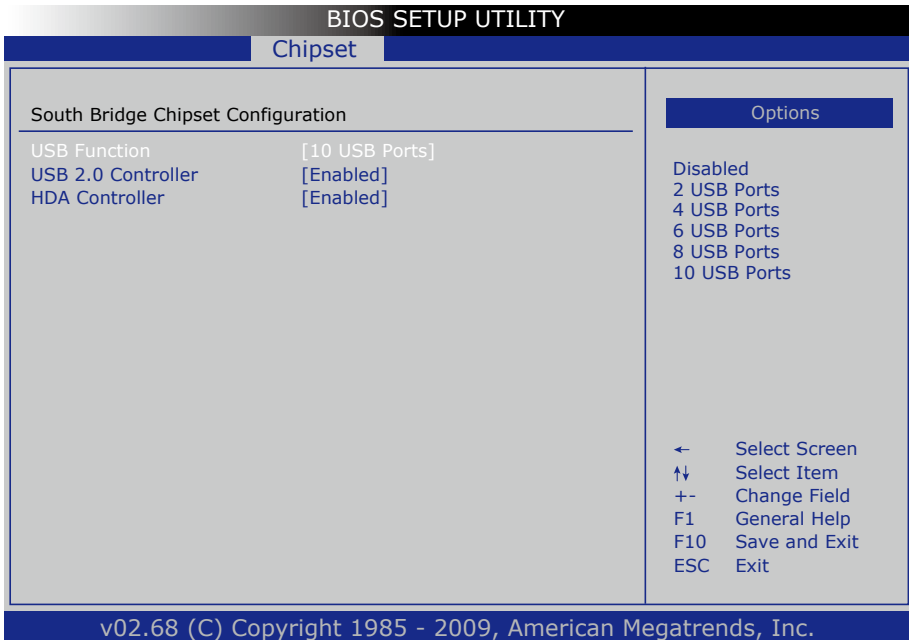 BIOS SETUP UTILITY
Chipset
South Bridge Chipset Configuration
USB Function [10 USB Ports]
USB 2.0 Controller [Enabled]
HDA Controller [Enabled]
Options
Disabled
2 USB Ports
4 USB Ports
6 USB Ports
8 USB Ports
10 USB Ports
← Select Screen
↑↓ Select Item
+- Change Field
F1 General Help
F10 Save and Exit
ESC Exit
v02.68 (C) Copyright 1985 - 2009, American Megatrends, Inc.